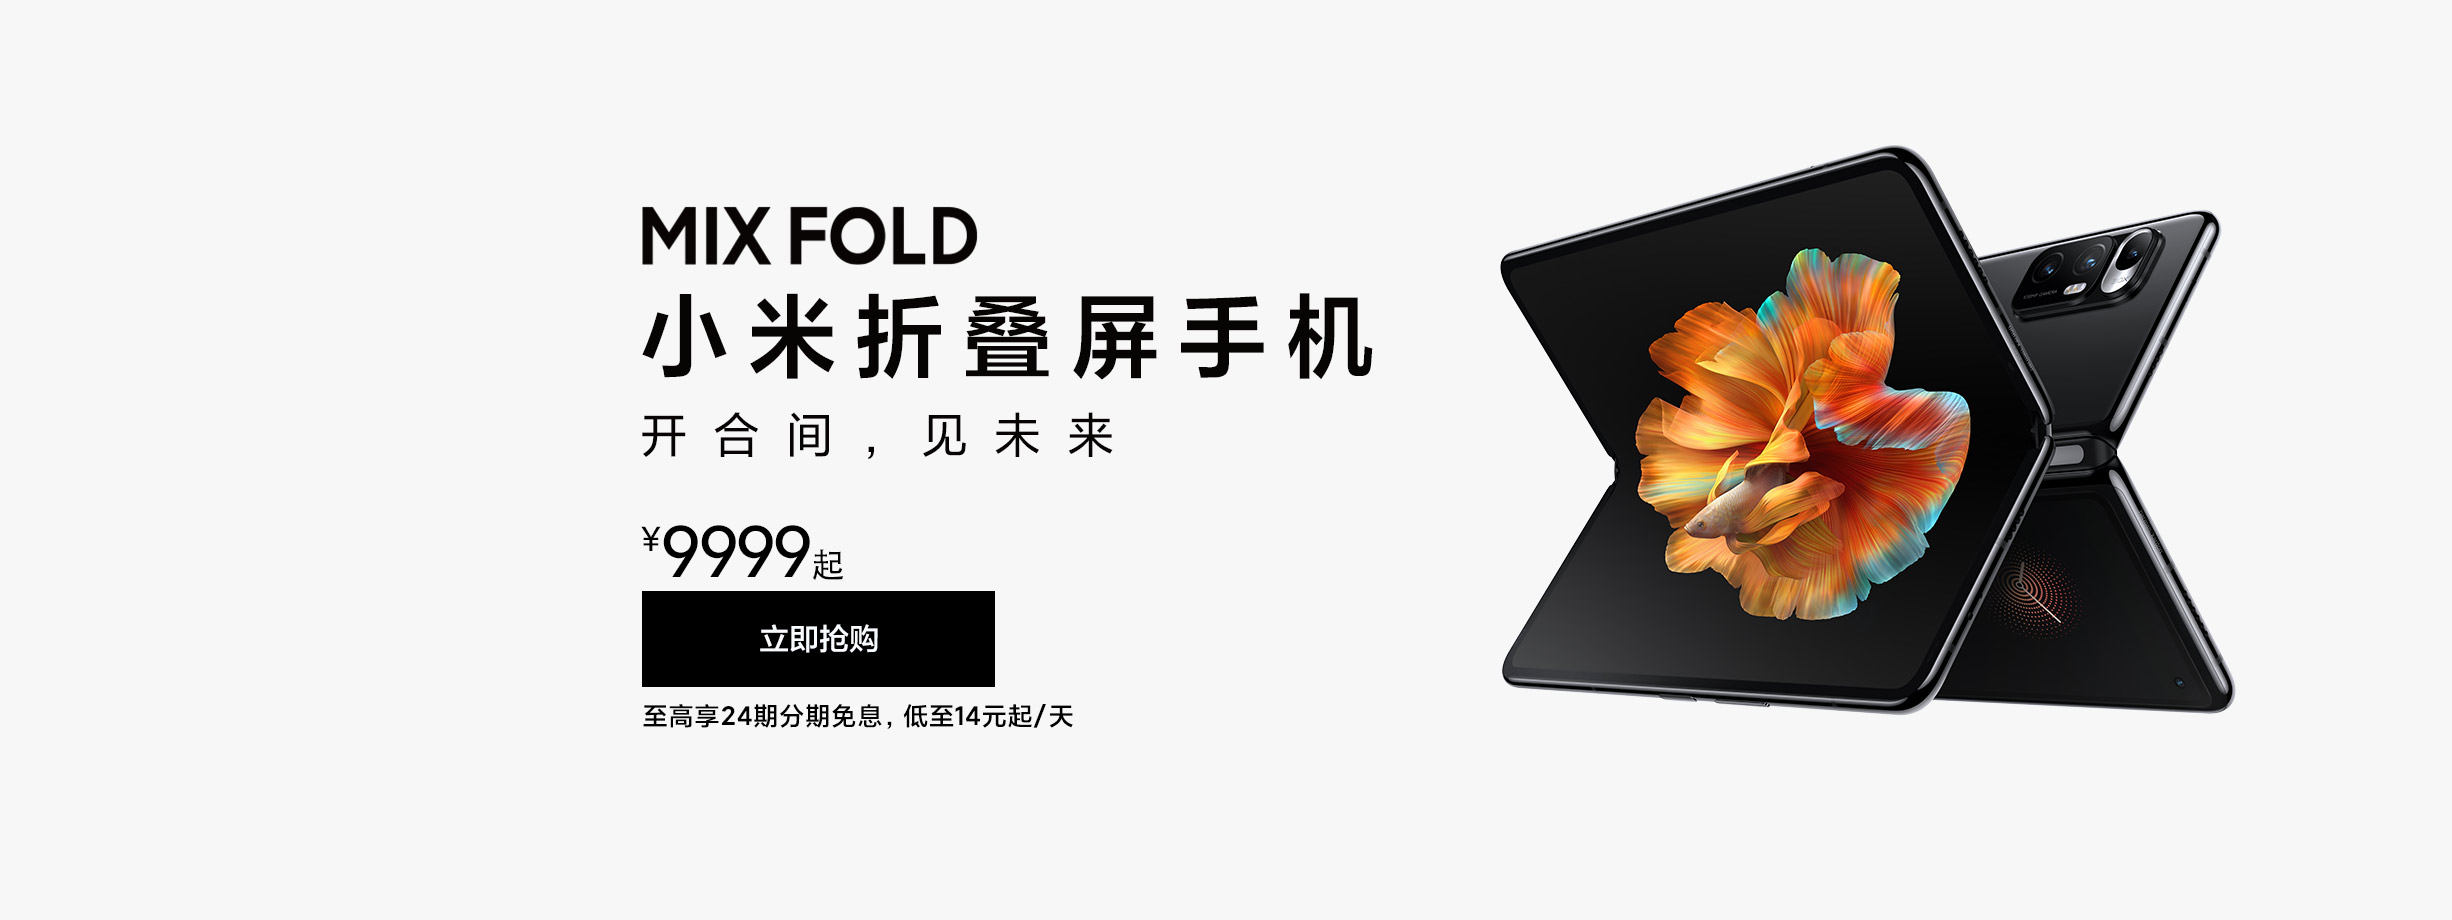 MIX FOLD
小米折叠屏手机
开合间，见未来
¥9999起
立即抢购
至高享24期分期免息，低至14元起/天
108MP CAMERA